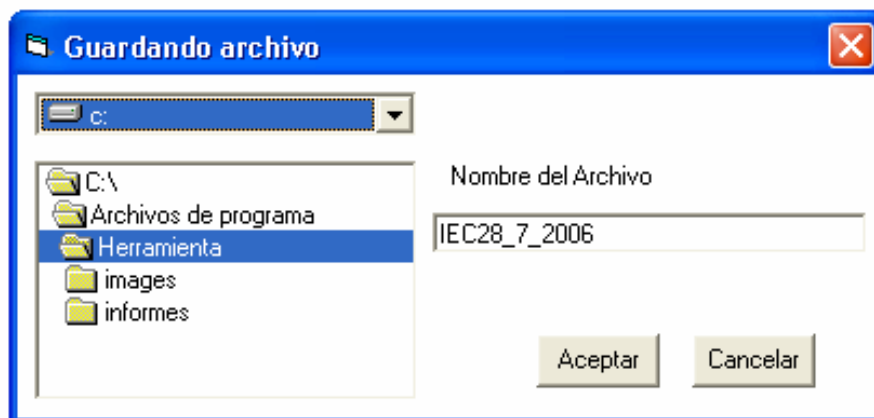 Guardando archivo
c:
C:\
Archivos de programa
Herramienta
images
informes
Nombre del Archivo
IEC28_7_2006
Aceptar
Cancelar